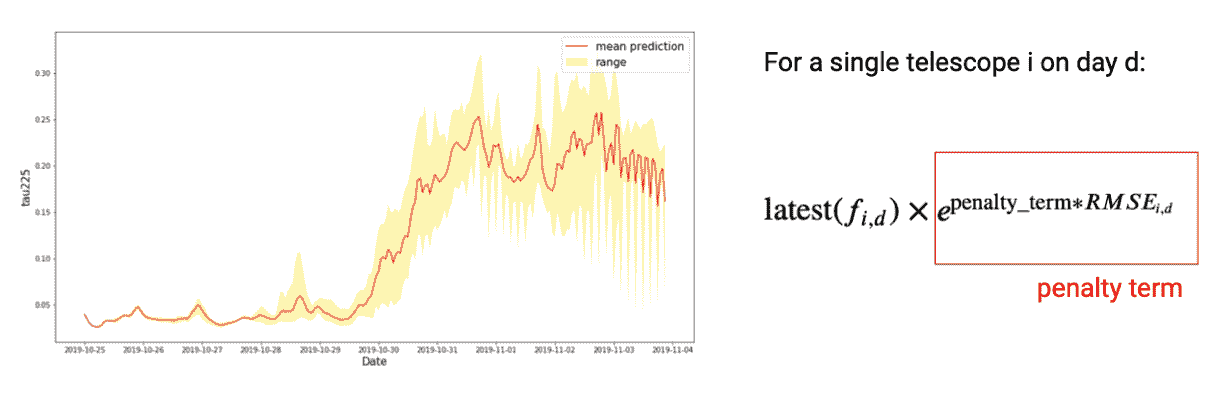 mean prediction
range
0.30
0.25
0.20
0.15
0.10
0.05
tau225
2019-10-25 2019-10-26 2019-10-27 2019-10-28 2019-10-29 2019-10-30 2019-10-31 2019-11-01 2019-11-02 2019-11-03 2019-11-04
Date
For a single telescope i on day d:
latest(f_{i,d}) × e^{penalty_term*RMSE_{i,d}}
penalty term